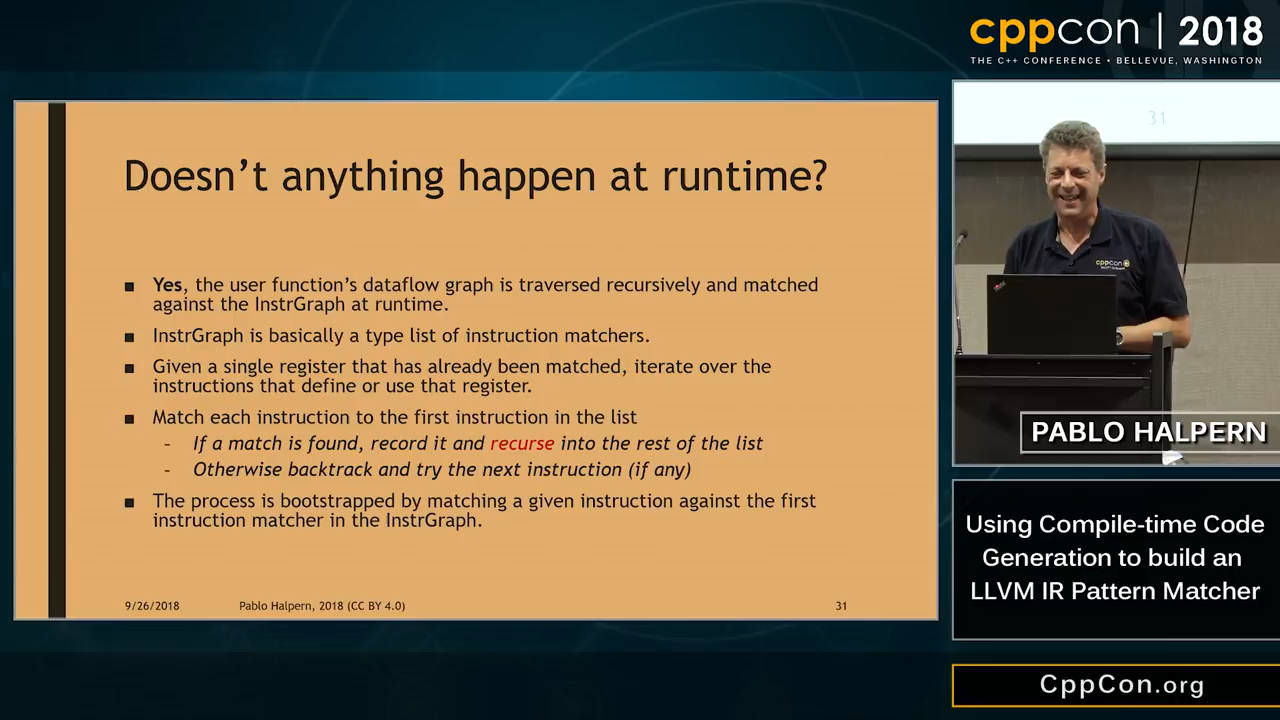 cppcon | 2018
THE C++ CONFERENCE • BELLEVUE, WASHINGTON
Doesn’t anything happen at runtime?
■ Yes, the user function’s dataflow graph is traversed recursively and matched
against the InstrGraph at runtime.
■ InstrGraph is basically a type list of instruction matchers.
■ Given a single register that has already been matched, iterate over the
instructions that define or use that register.
■ Match each instruction to the first instruction in the list
– If a match is found, record it and recurse into the rest of the list
– Otherwise backtrack and try the next instruction (if any)
■ The process is bootstrapped by matching a given instruction against the first
instruction matcher in the InstrGraph.
9/26/2018 Pablo Halpern, 2018 (CC BY 4.0) 31
31
cppcon
PABLO HALPERN
Using Compile-time Code
Generation to build an
LLVM IR Pattern Matcher
CppCon.org